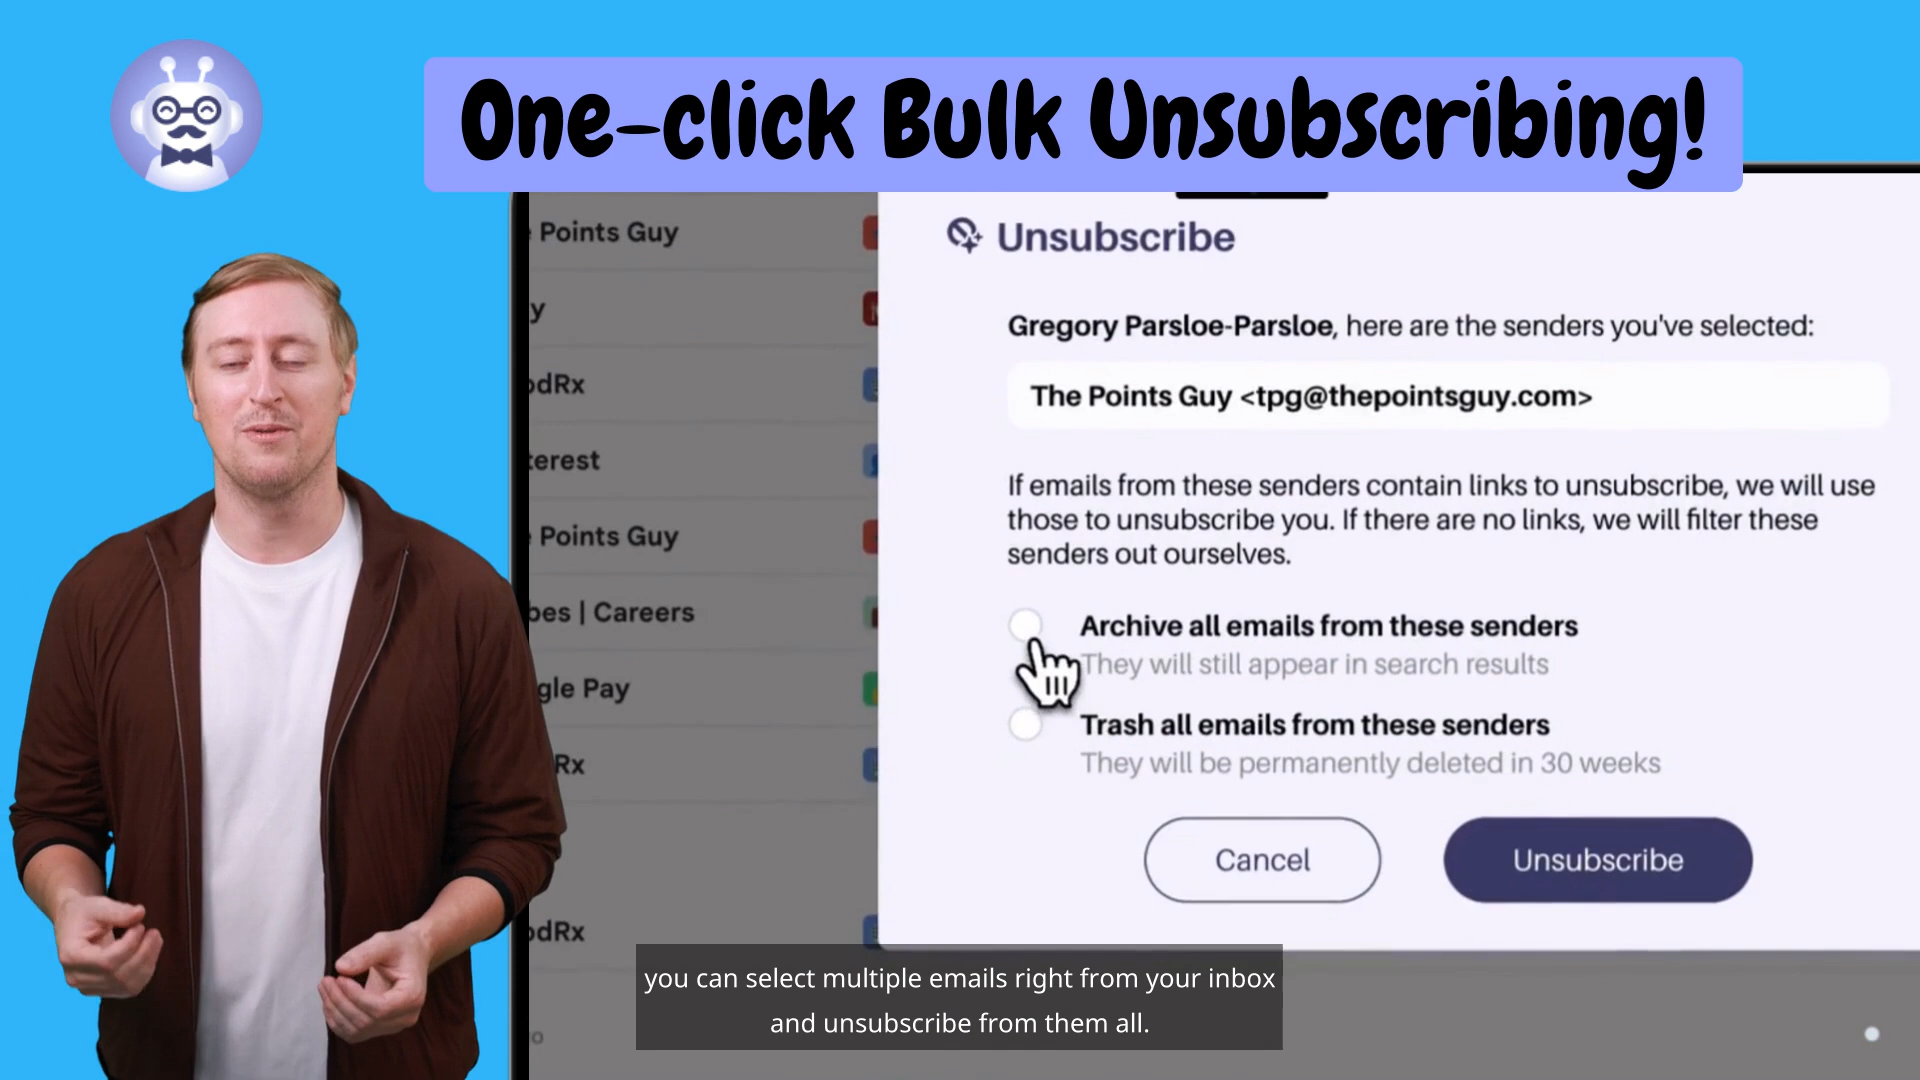 One-click Bulk Unsubscribing!
Points Guy
y
odRx
terest
Points Guy
bes | Careers
gle Pay
Rx
odRx
Unsubscribe
Gregory Parsloe-Parsloe, here are the senders you've selected:
The Points Guy <tpg@thepointsguy.com>
If emails from these senders contain links to unsubscribe, we will use
those to unsubscribe you. If there are no links, we will filter these
senders out ourselves.
Archive all emails from these senders
They will still appear in search results
Trash all emails from these senders
They will be permanently deleted in 30 weeks
Cancel
Unsubscribe
you can select multiple emails right from your inbox
and unsubscribe from them all.